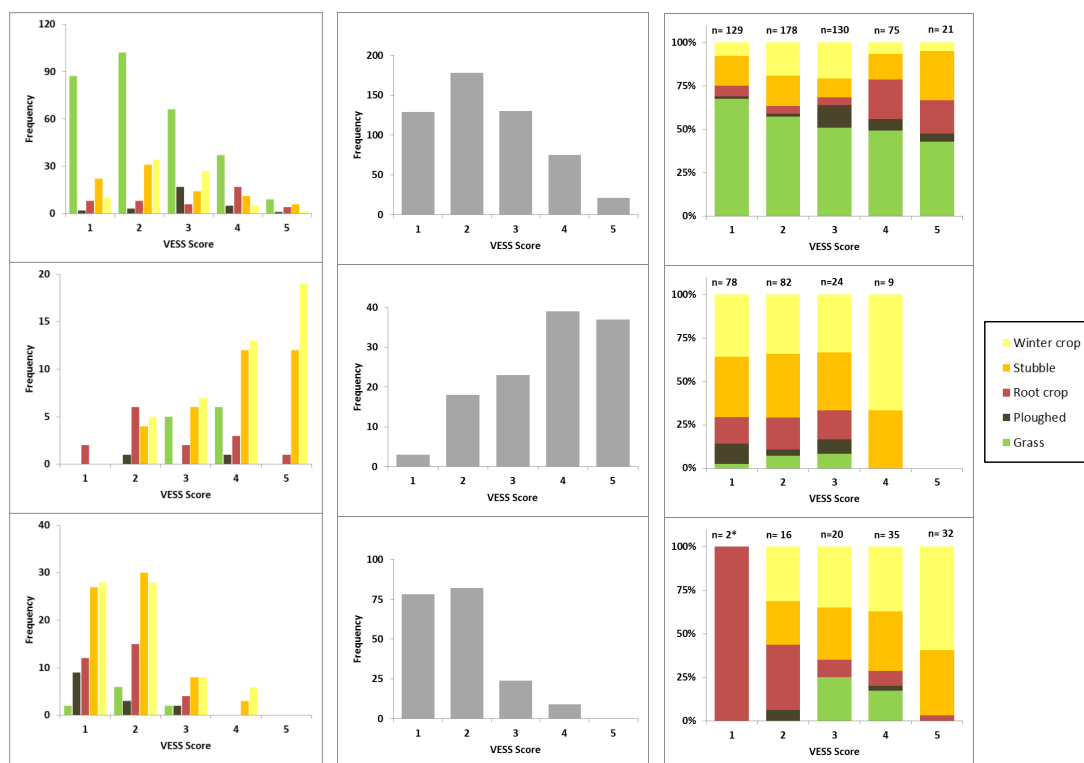 120
90
60
30
0
Frequency
1 2 3 4 5
VESS Score
200
150
100
50
0
Frequency
1 2 3 4 5
VESS Score
n= 129 n= 178 n=130 n= 75 n= 21
100%
75%
50%
25%
0%
1 2 3 4 5
VESS Score
20
15
10
5
0
Frequency
1 2 3 4 5
VESS Score
40
30
20
10
0
Frequency
1 2 3 4 5
VESS Score
n= 78 n= 82 n=24 n= 9
100%
75%
50%
25%
0%
1 2 3 4 5
VESS Score
Winter crop
Stubble
Root crop
Ploughed
Grass
40
30
20
10
0
Frequency
1 2 3 4 5
VESS Score
100
75
50
25
0
Frequency
1 2 3 4 5
VESS Score
n= 2* n= 16 n=20 n= 35 n= 32
100%
75%
50%
25%
0%
1 2 3 4 5
VESS Score